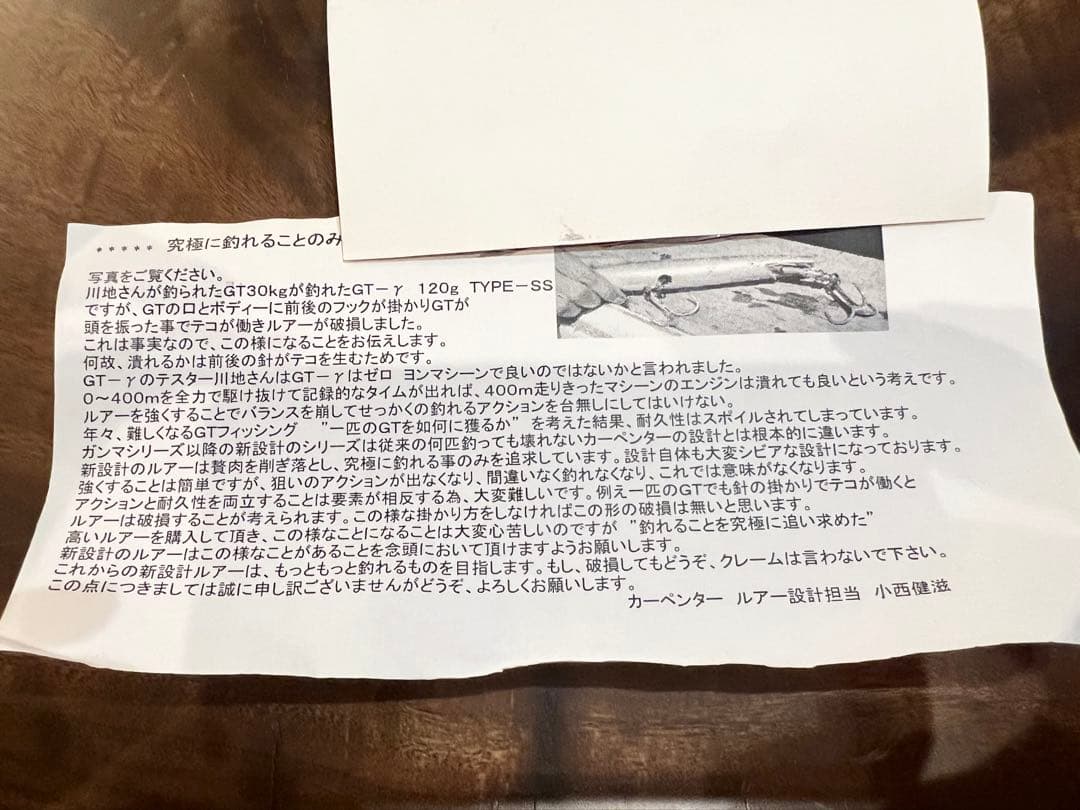 ***** 究極に釣れることのみ
写真をご覧ください。
川地さんが釣られたGT30kgが釣れたGT-γ 120g TYPE-SS
ですが、GTの口とボディーに前後のフックが掛かりGTが
頭を振った事でテコが働きルアーが破損しました。
これは事実なので、この様になることをお伝えします。
何故、潰れるかは前後の針がテコを生むためです。
GT-γのテスター川地さんはGT-γはゼロ ヨンマシーンで良いのではないかと言われました。
0~400mを全力で駆け抜けて記録的なタイムが出れば、400m走りきったマシーンのエンジンは潰れても良いという考えです。
ルアーを強くすることでバランスを崩してせっかくの釣れるアクションを台無しにしてはいけない。
年々、難しくなるGTフィッシング "一匹のGTを如何に獲るか" を考えた結果、耐久性はスポイルされてしまっています。
ガンマシリーズ以降の新設計のシリーズは従来の何匹釣っても壊れないカーペンターの設計とは根本的に違います。
新設計のルアーは贅肉を削ぎ落とし、究極に釣れる事のみを追求しています。設計自体も大変シビアな設計になっております。
強くすることは簡単ですが、狙いのアクションが出なくなり、間違いなく釣れなくなり、これでは意味がなくなります。
アクションと耐久性を両立することは要素が相反する為、大変難しいです。例え一匹のGTでも針の掛かりでテコが働くと
ルアーは破損することが考えられます。この様な掛かり方をしなければこの形の破損は無いと思います。
高いルアーを購入して頂き、この様なことになることは大変心苦しいのですが "釣れることを究極に追い求めた"
新設計のルアーはこの様なことがあることを念頭において頂けますようお願いします。
これからの新設計ルアーは、もっともっと釣れるものを目指します。もし、破損してもどうぞ、クレームは言わないで下さい。
この点につきましては誠に申し訳ございませんがどうぞ、よろしくお願いします。
カーペンター ルアー設計担当 小西健滋